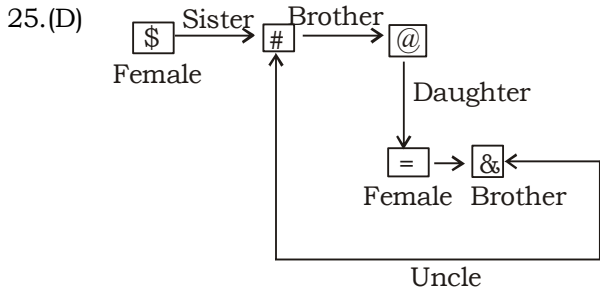 25.(D)
Sister Brother
$ # @
Female
Daughter
= &
Female Brother
Uncle